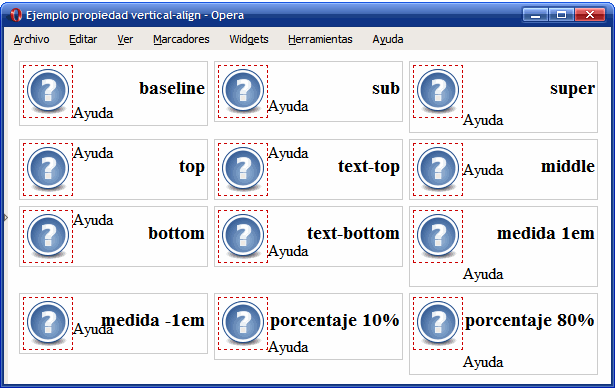 Ejemplo propiedad vertical-align - Opera
Archivo Editar Ver Marcadores Widgets Herramientas Ayuda
? baseline ? sub ? super
Ayuda Ayuda Ayuda
? Ayuda top ? Ayuda text-top ? Ayuda middle
? Ayuda bottom ? text-bottom ? medida 1em
Ayuda Ayuda
? medida -1em ? porcentaje 10% ? porcentaje 80%
Ayuda Ayuda Ayuda